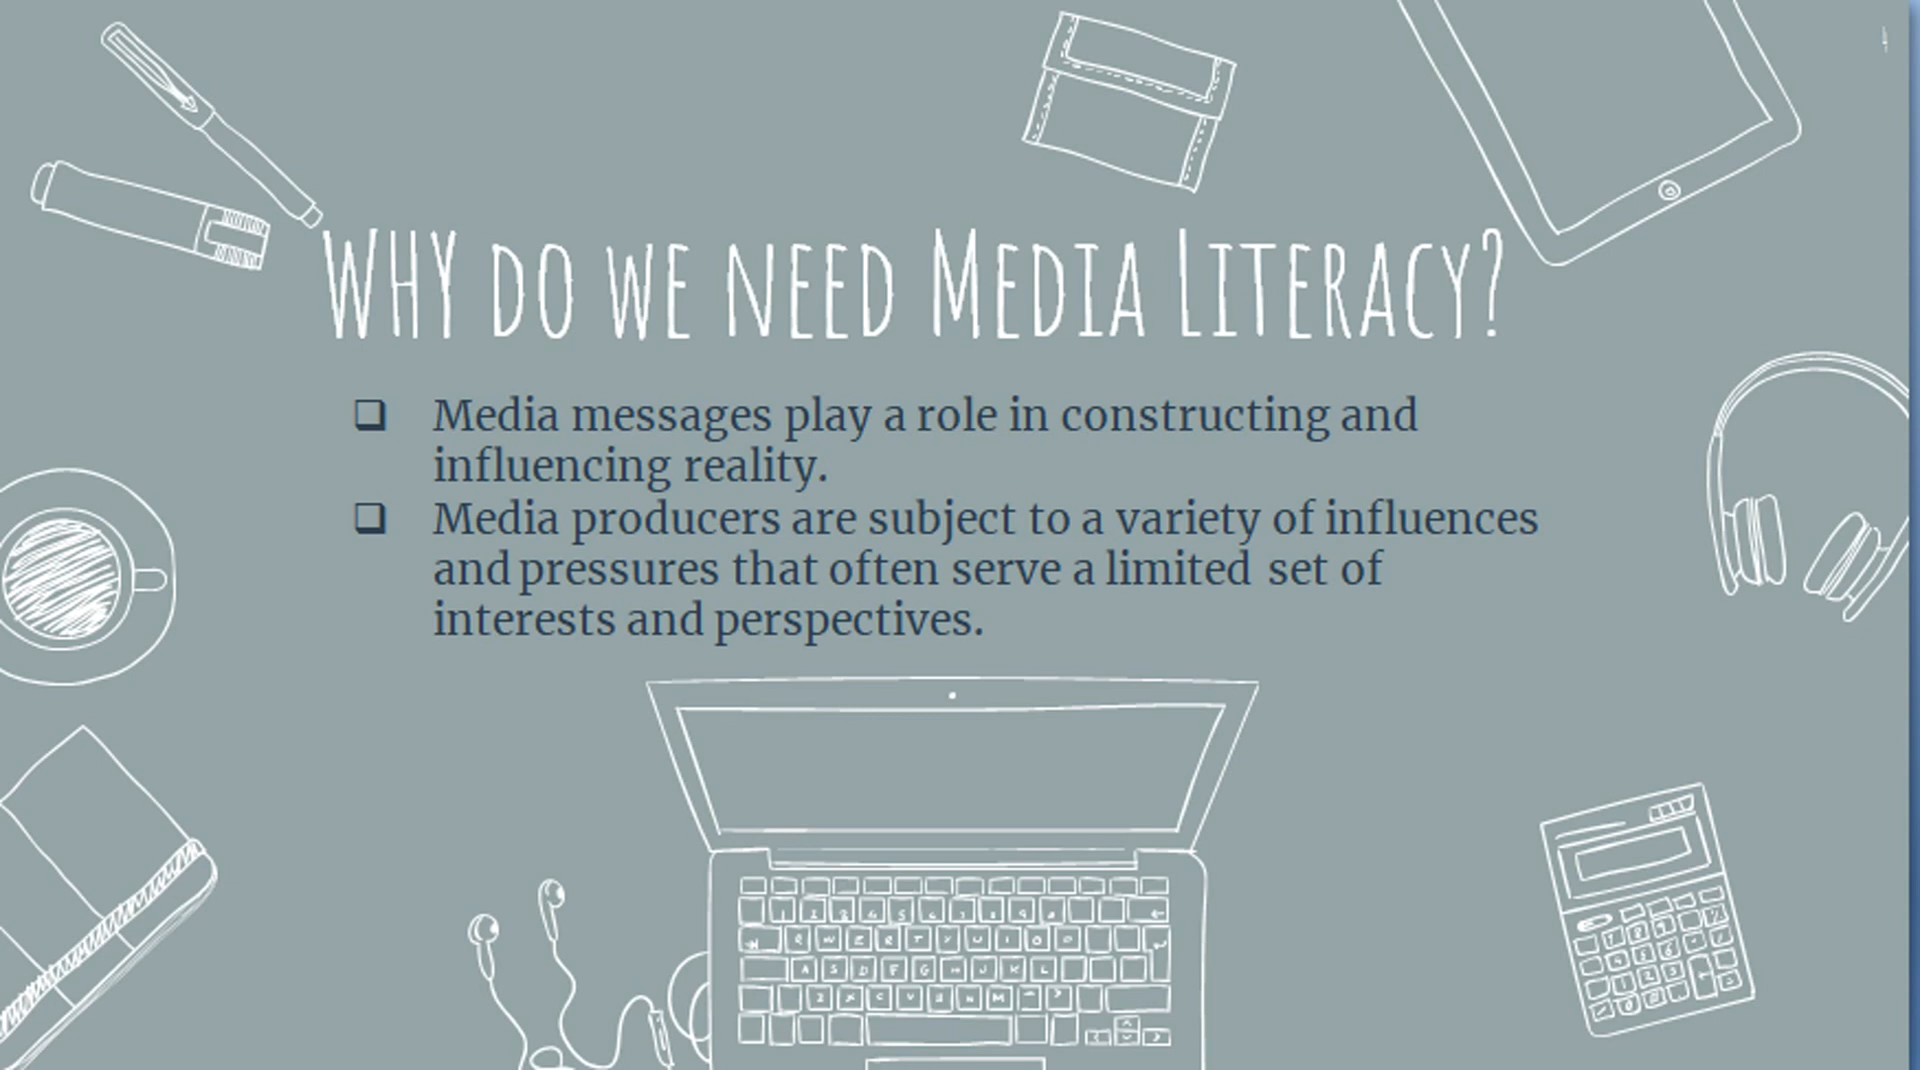 WHY DO WE NEED MEDIA LITERACY?
❑ Media messages play a role in constructing and
influencing reality.
❑ Media producers are subject to a variety of influences
and pressures that often serve a limited set of
interests and perspectives.